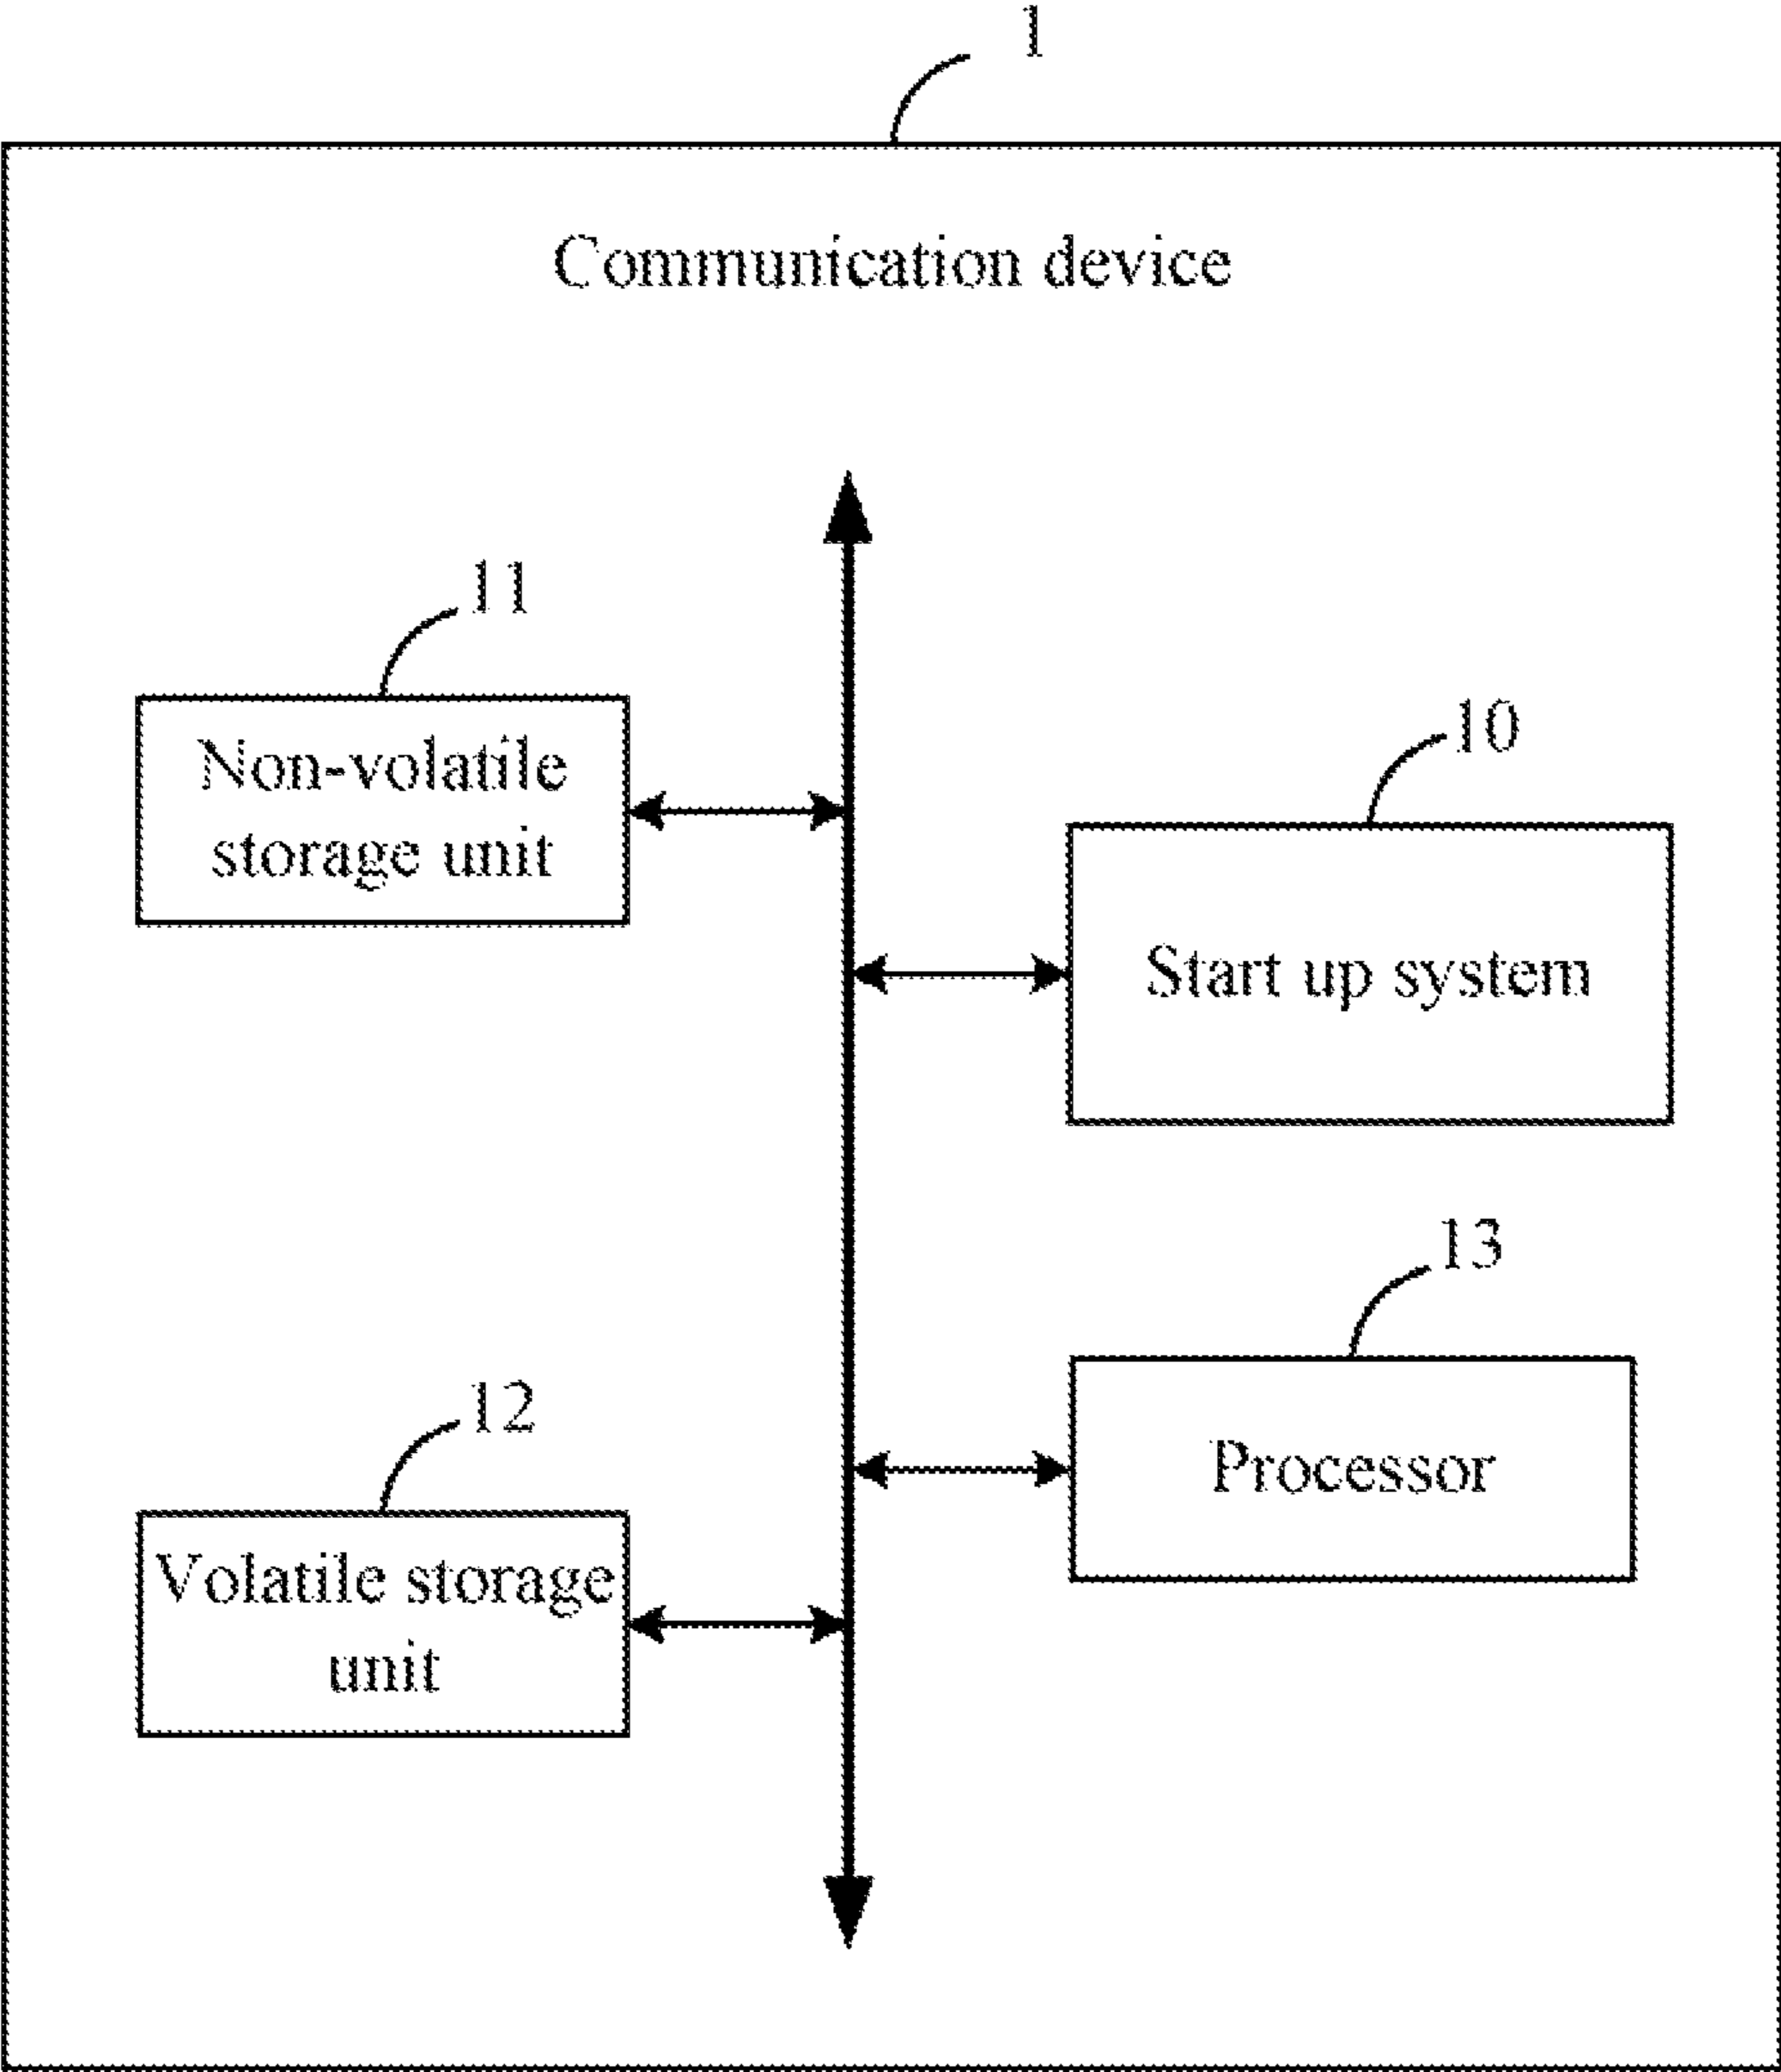 1
Communication device
11
Non-volatile
storage unit
10
Start up system
13
Processor
12
Volatile storage
unit